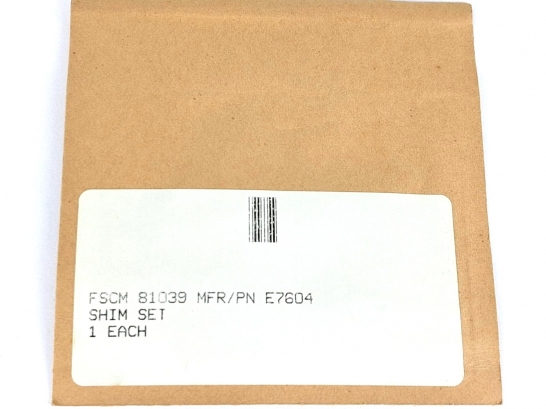 FSCM 81039 MFR/PN E7604
SHIM SET
1 EACH